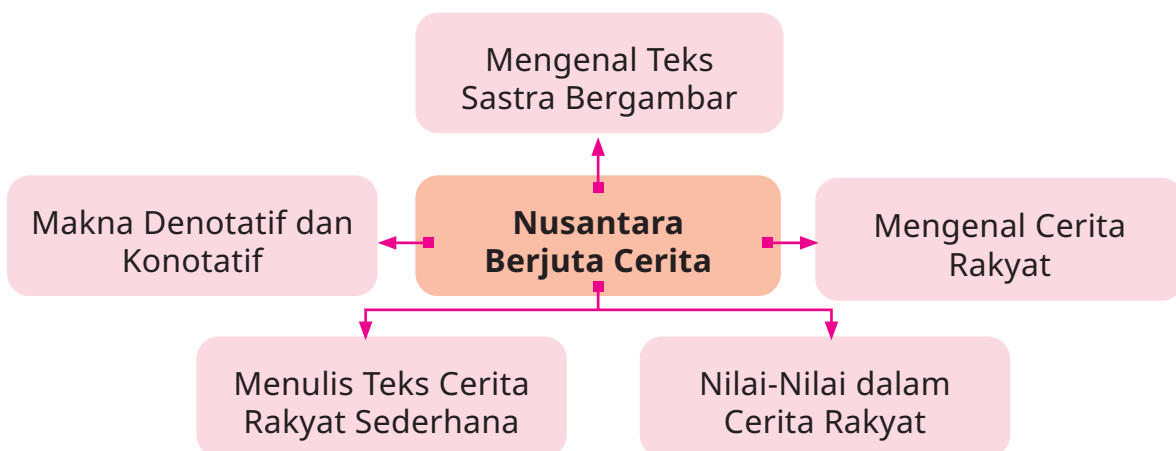 Mengenal Teks
Sastra Bergambar
Makna Denotatif dan
Konotatif
Nusantara
Berjuta Cerita
Mengenal Cerita
Rakyat
Menulis Teks Cerita
Rakyat Sederhana
Nilai-Nilai dalam
Cerita Rakyat